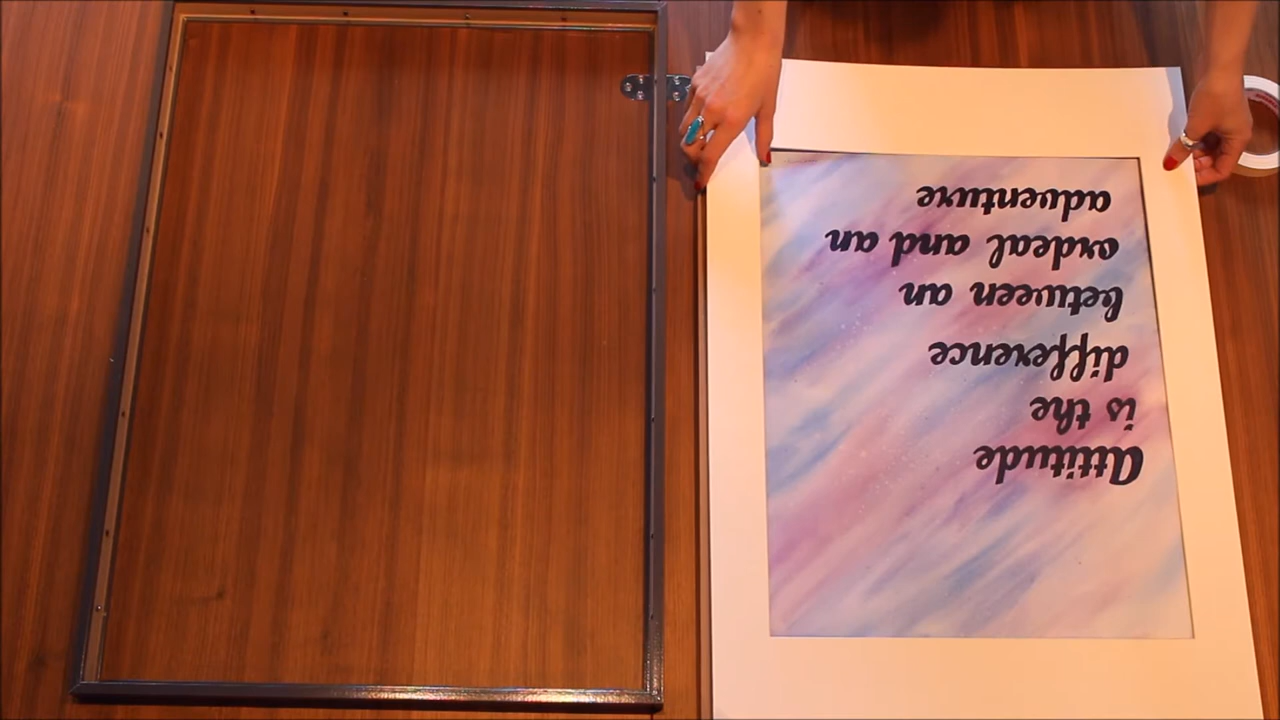 Attitude
is the
difference
between an
ordeal and an
adventure